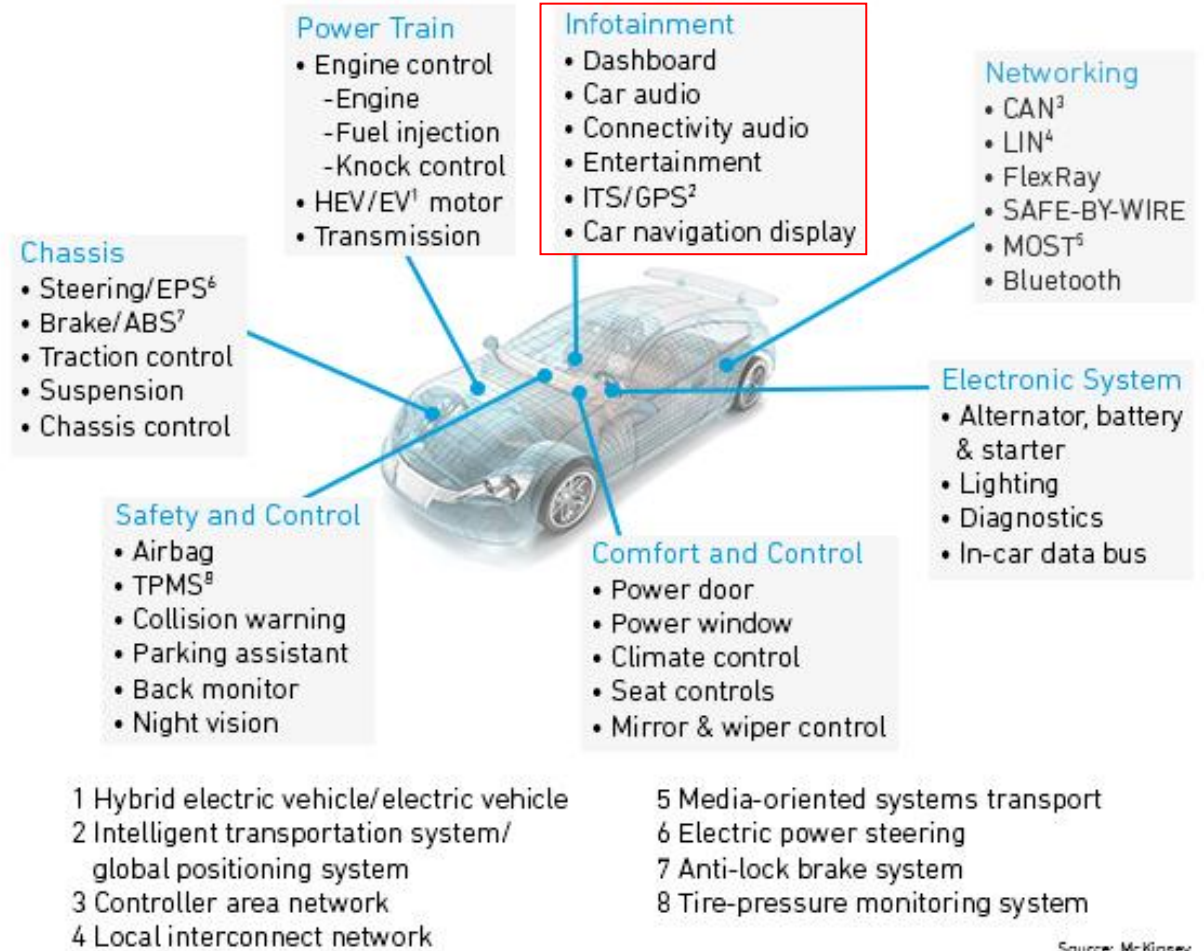 Power Train
• Engine control
-Engine
-Fuel injection
-Knock control
• HEV/EV¹ motor
• Transmission
Infotainment
• Dashboard
• Car audio
• Connectivity audio
• Entertainment
• ITS/GPS²
• Car navigation display
Networking
• CAN³
• LIN⁴
• FlexRay
• SAFE-BY-WIRE
• MOST⁵
• Bluetooth
Chassis
• Steering/EPS⁶
• Brake/ABS⁷
• Traction control
• Suspension
• Chassis control
Electronic System
• Alternator, battery
& starter
• Lighting
• Diagnostics
• In-car data bus
Safety and Control
• Airbag
• TPMS⁸
• Collision warning
• Parking assistant
• Back monitor
• Night vision
Comfort and Control
• Power door
• Power window
• Climate control
• Seat controls
• Mirror & wiper control
1 Hybrid electric vehicle/electric vehicle
2 Intelligent transportation system/
global positioning system
3 Controller area network
4 Local interconnect network
5 Media-oriented systems transport
6 Electric power steering
7 Anti-lock brake system
8 Tire-pressure monitoring system
Source: McKinsey